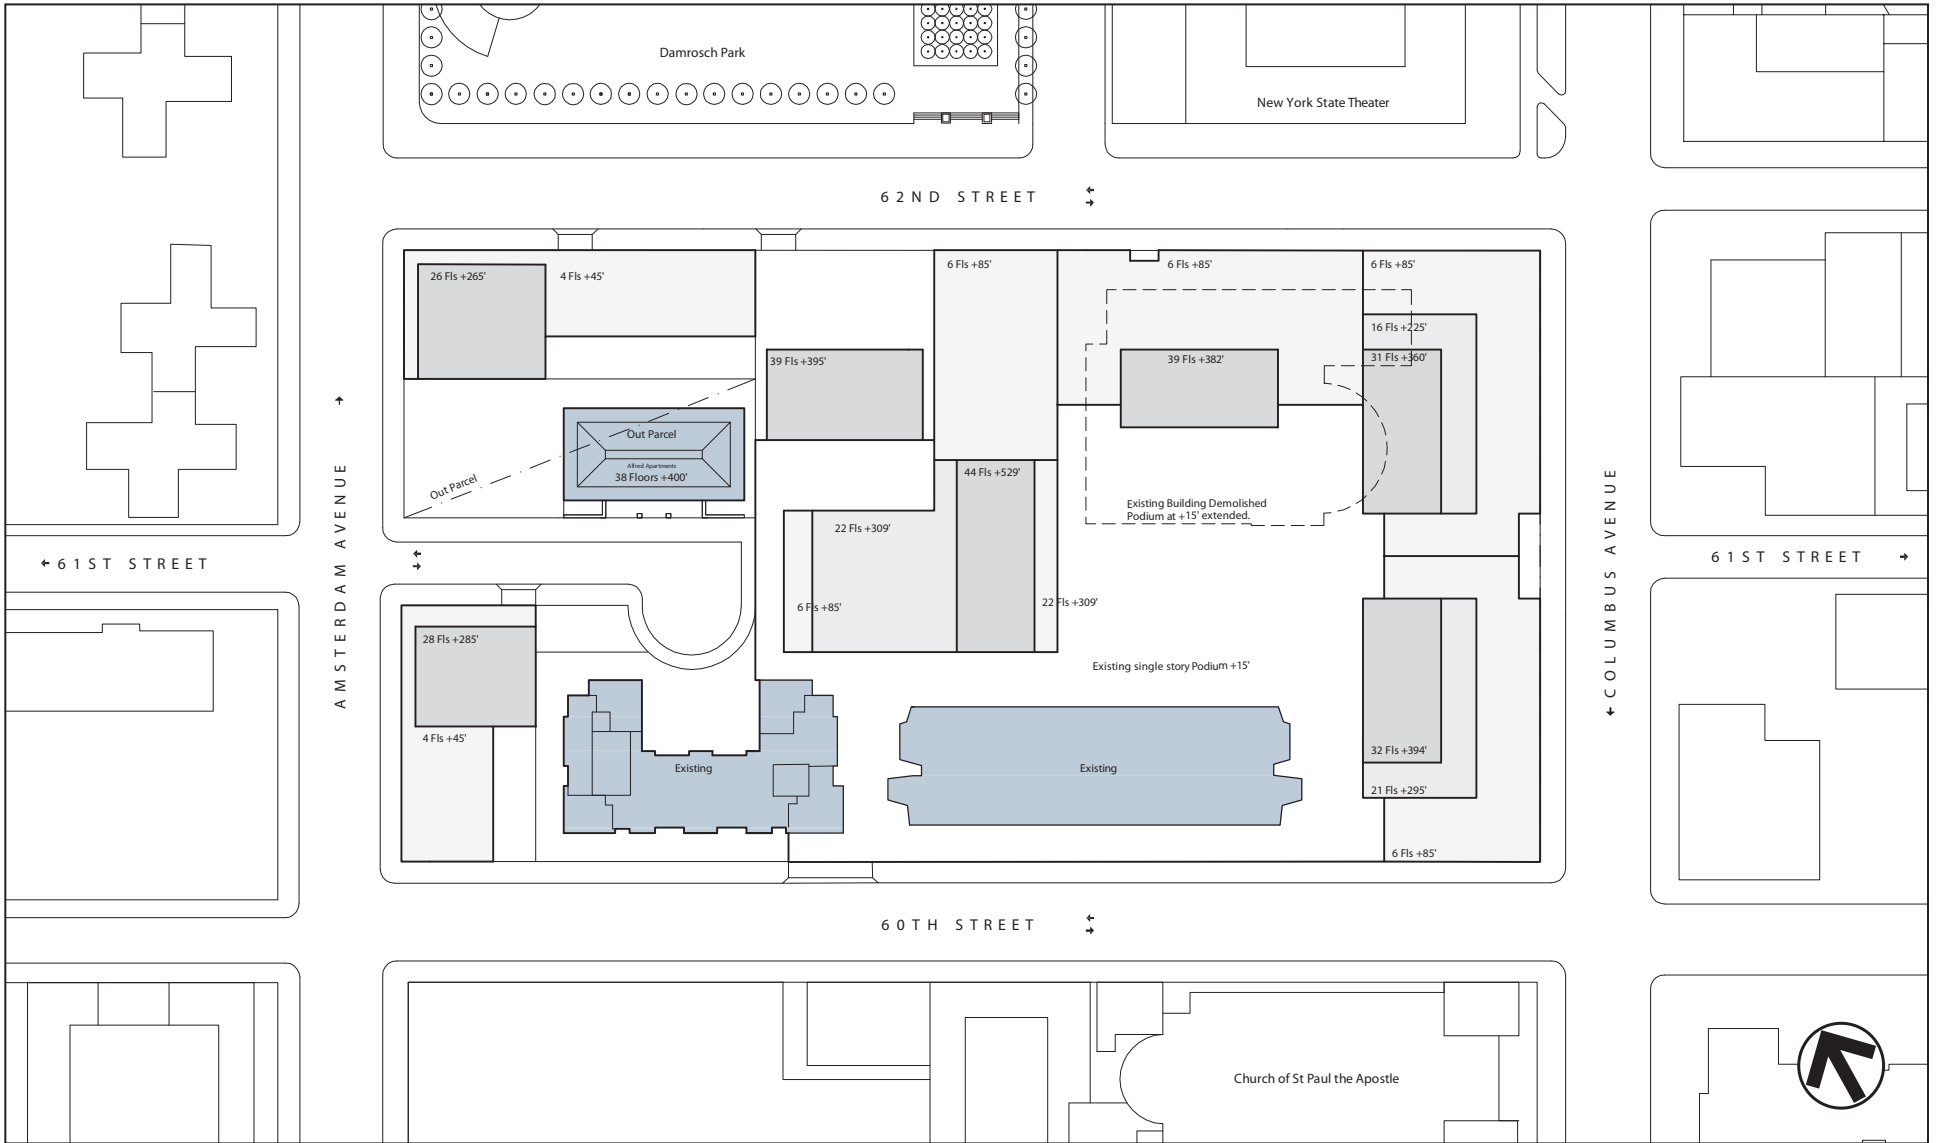 Damrosch Park
New York State Theater
62ND STREET
26 Fls +265'
4 Fls +45'
6 Fls +85'
6 Fls +85'
6 Fls +85'
16 Fls +225'
39 Fls +395'
39 Fls +382'
31 Fls +360'
Out Parcel
Alfred Apartments
38 Floors +400'
Out Parcel
44 Fls +529'
Existing Building Demolished
Podium at +15' extended.
22 Fls +309'
AMSTERDAM AVENUE
COLUMBUS AVENUE
61ST STREET
61ST STREET
6 Fls +85'
22 Fls +309'
28 Fls +285'
Existing single story Podium +15'
4 Fls +45'
Existing
Existing
32 Fls +394'
21 Fls +295'
6 Fls +85'
60TH STREET
Church of St Paul the Apostle